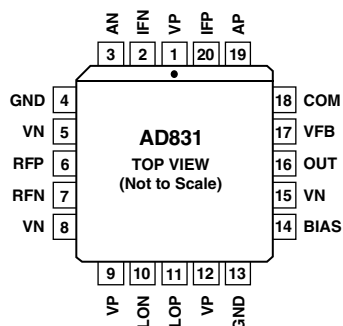 AN IFN VP IFP AP
3 2 1 20 19
GND 4
VN 5
RFP 6
RFN 7
VN 8
AD831
TOP VIEW
(Not to Scale)
18 COM
17 VFB
16 OUT
15 VN
14 BIAS
9 10 11 12 13
VP LON LOP VP GND